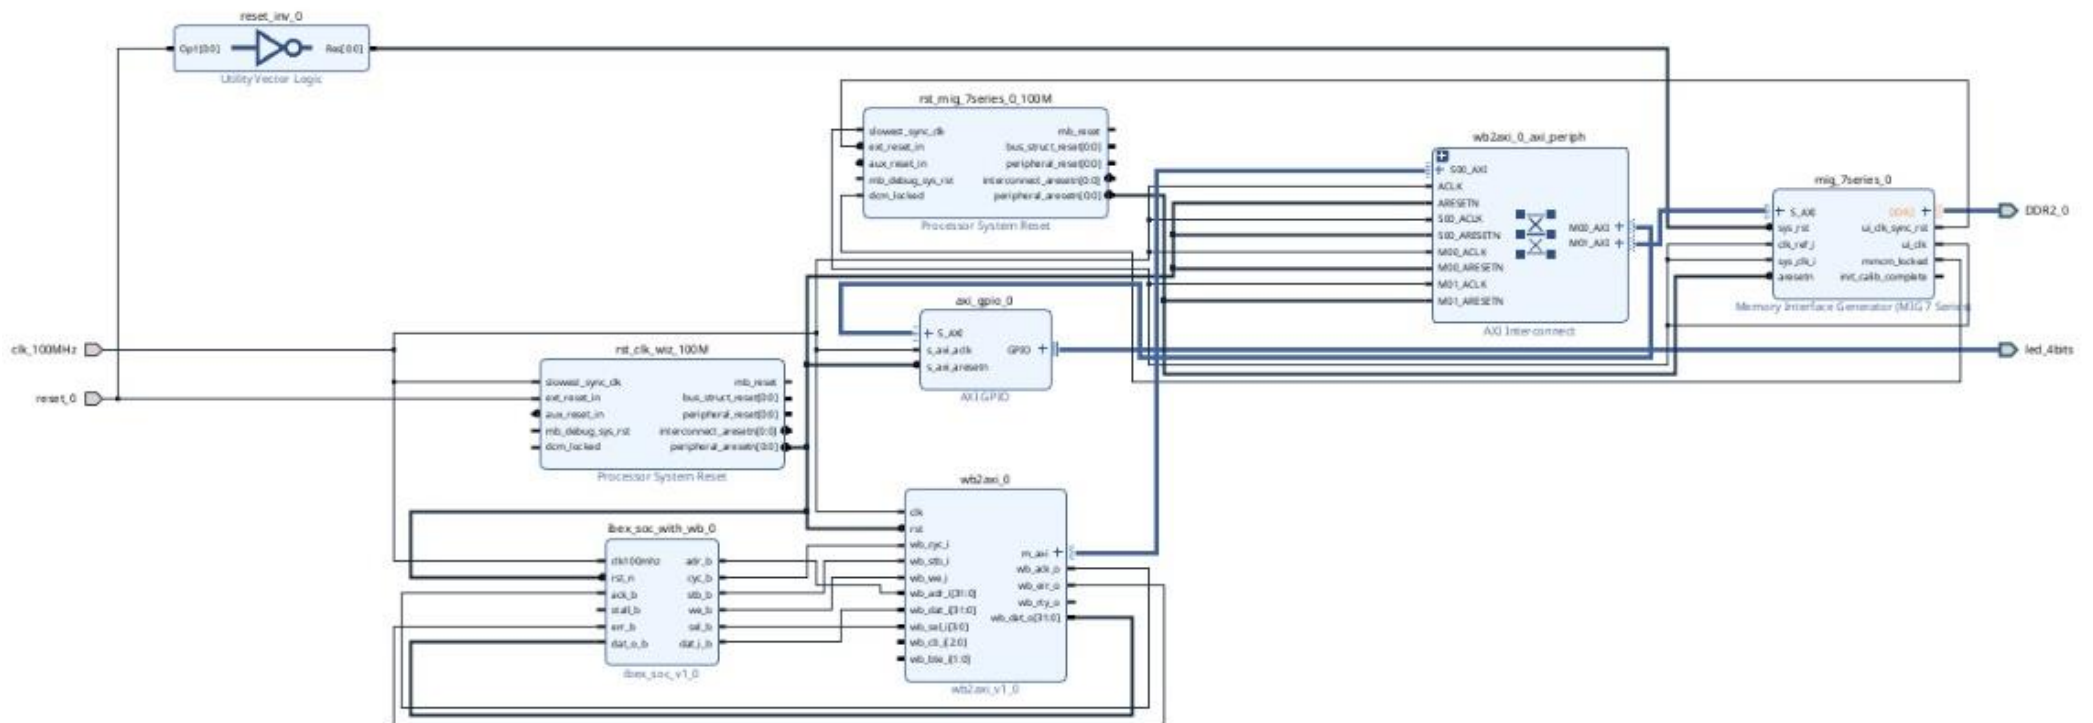 reset_inv_0
Op1[0:0]
Res[0:0]
Utility Vector Logic
rst_mig_7series_0_100M
slowest_sync_clk
mb_reset
ext_reset_in
bus_struct_reset[0:0]
aux_reset_in
peripheral_reset[0:0]
mb_debug_sys_rst
interconnect_aresetn[0:0]
dcm_locked
peripheral_aresetn[0:0]
Processor System Reset
wb2axi_0_axi_periph
S00_AXI
ACLK
ARESETN
S00_ACLK
S00_ARESETN
M00_ACLK
M00_ARESETN
M01_ACLK
M01_ARESETN
M00_AXI
M01_AXI
AXI Interconnect
mig_7series_0
S_AXI
DDR2
sys_rst
ui_clk_sync_rst
clk_ref_i
ui_clk
sys_clk_i
mmcm_locked
aresetn
init_calib_complete
Memory Interface Generator (MIG 7 Series)
DDR2_0
axi_gpio_0
S_AXI
s_axi_aclk
GPIO
s_axi_aresetn
AXI GPIO
led_4bits
clk_100MHz
reset_0
rst_clk_wiz_100M
slowest_sync_clk
mb_reset
ext_reset_in
bus_struct_reset[0:0]
aux_reset_in
peripheral_reset[0:0]
mb_debug_sys_rst
interconnect_aresetn[0:0]
dcm_locked
peripheral_aresetn[0:0]
Processor System Reset
ibex_soc_with_wb_0
clk100mhz
adr_b
rst_n
cyc_b
ack_b
stb_b
stall_b
we_b
err_b
sel_b
dat_o_b
dat_i_b
ibex_soc_v1_0
wb2axi_0
clk
rst
wb_cyc_i
wb_stb_i
wb_we_i
wb_adr_i[31:0]
wb_dat_i[31:0]
wb_sel_i[3:0]
wb_cti_i[2:0]
wb_bte_i[1:0]
m_axi
wb_ack_o
wb_err_o
wb_rty_o
wb_dat_o[31:0]
wb2axi_v1_0